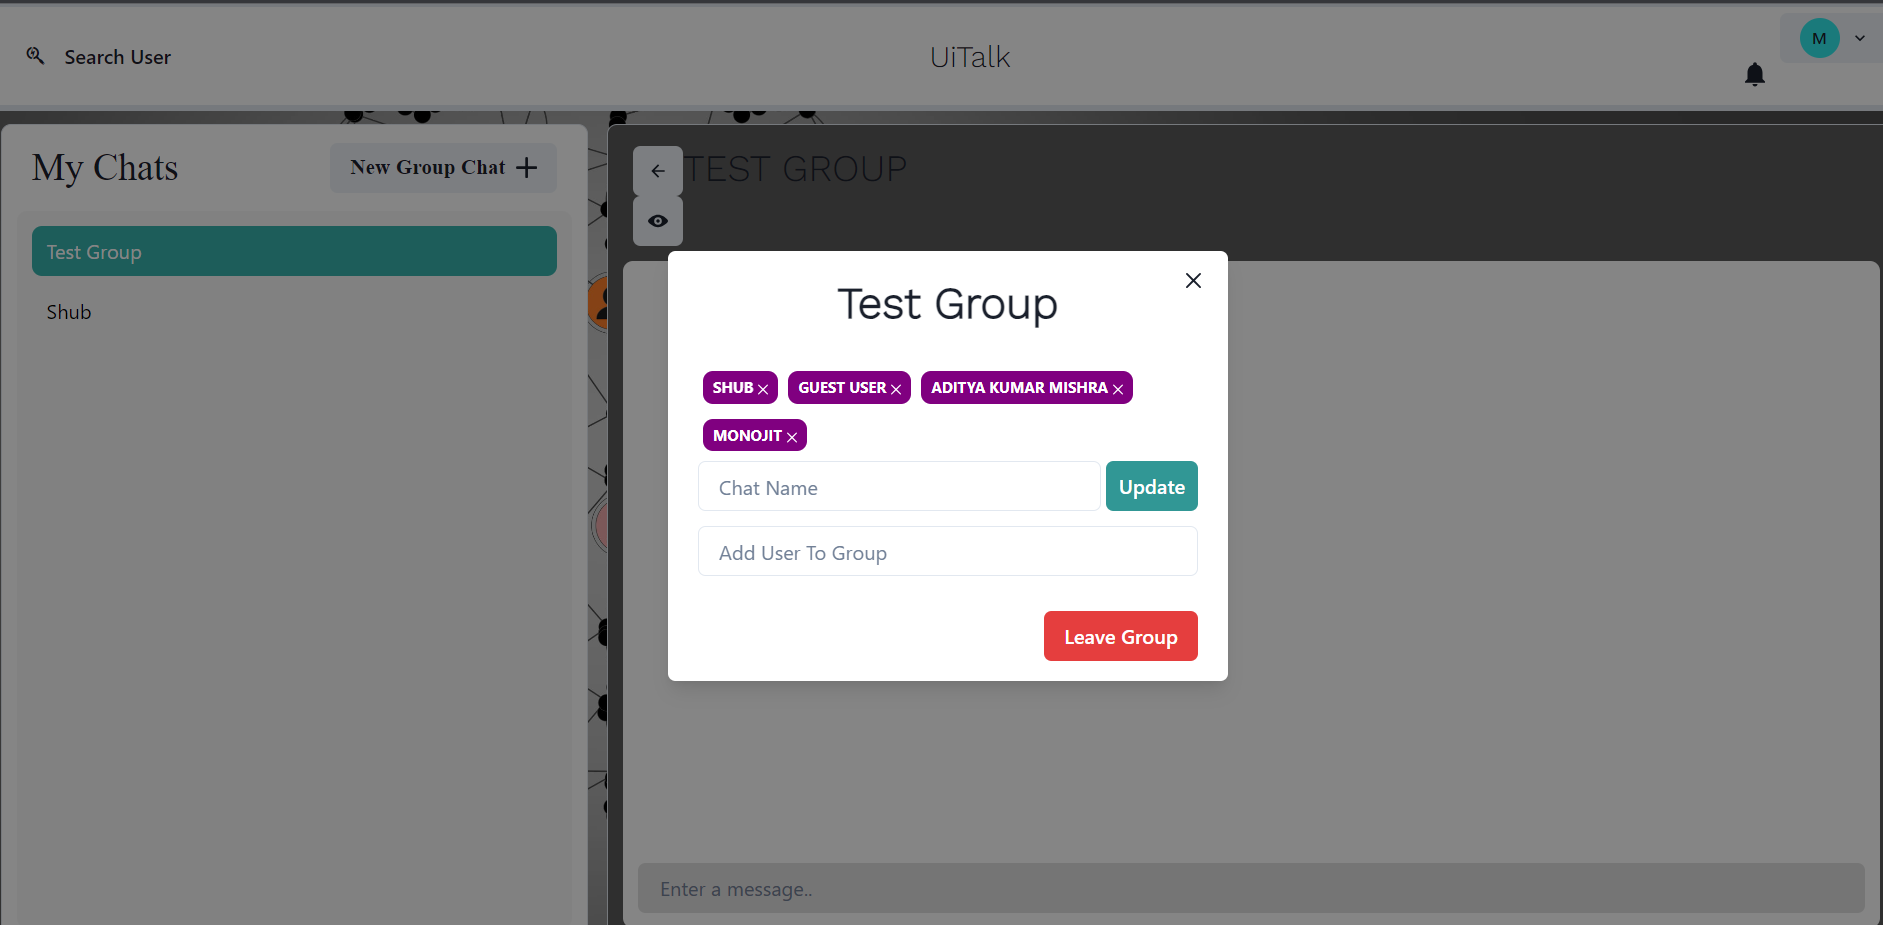 Search User
UiTalk
M
My Chats
New Group Chat
Test Group
Shub
TEST GROUP
Test Group
SHUB
GUEST USER
ADITYA KUMAR MISHRA
MONOJIT
Chat Name
Update
Add User To Group
Leave Group
Enter a message..